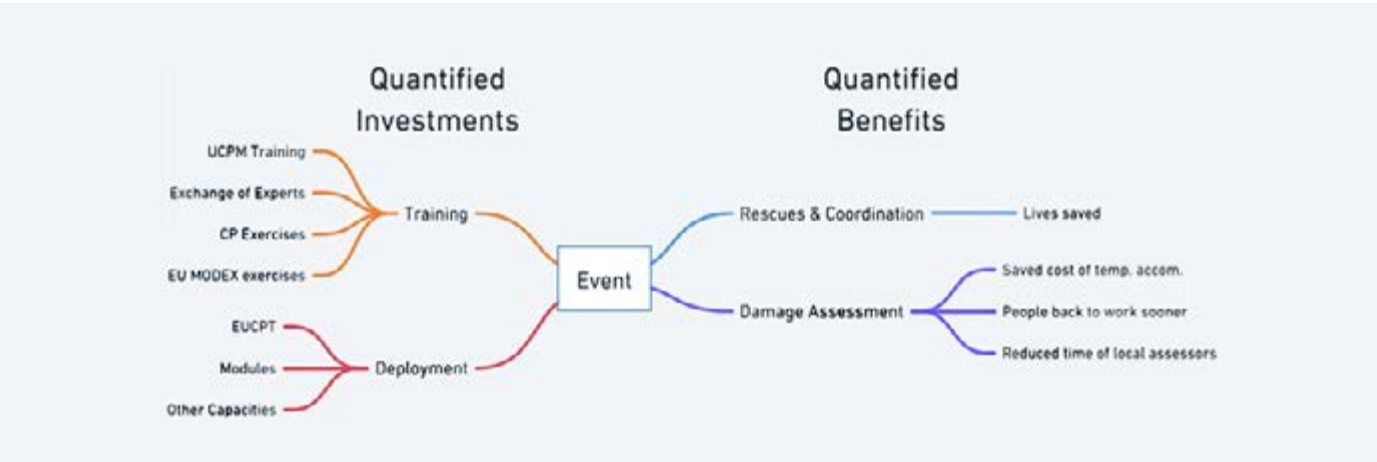 Quantified
Investments
Quantified
Benefits
UCPM Training
Exchange of Experts
CP Exercises
EU MODEX exercises
Training
EUCPT
Modules
Other Capacities
Deployment
Event
Rescues & Coordination
Lives saved
Damage Assessment
Saved cost of temp. accom.
People back to work sooner
Reduced time of local assessors